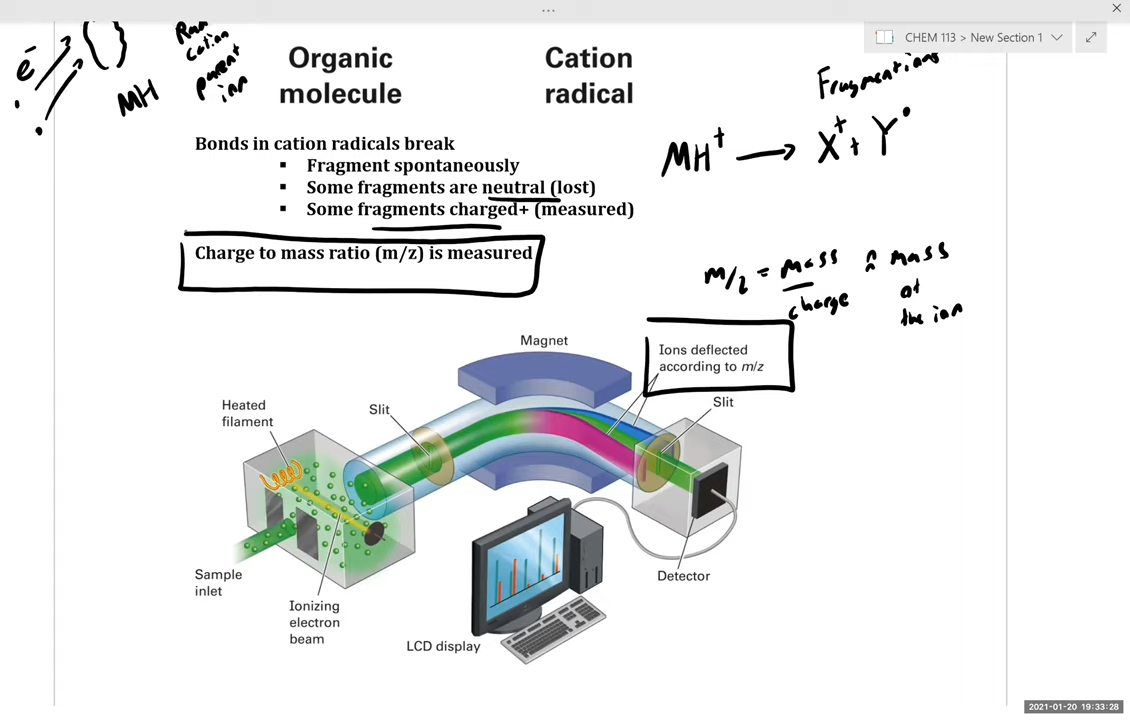 CHEM 113 > New Section 1
e⁻
MH
Rad
cation
parent
ion
Organic
molecule
Cation
radical
Fragmentations
MH⁺ → X⁺ + Y•
Bonds in cation radicals break
▪ Fragment spontaneously
▪ Some fragments are neutral (lost)
▪ Some fragments charged+ (measured)
Charge to mass ratio (m/z) is measured
m/z = mass
charge
mass
of
the ion
Magnet
Ions deflected
according to m/z
Heated
filament
Slit
Slit
Sample
inlet
Ionizing
electron
beam
LCD display
Detector
2021-01-20 19:33:28